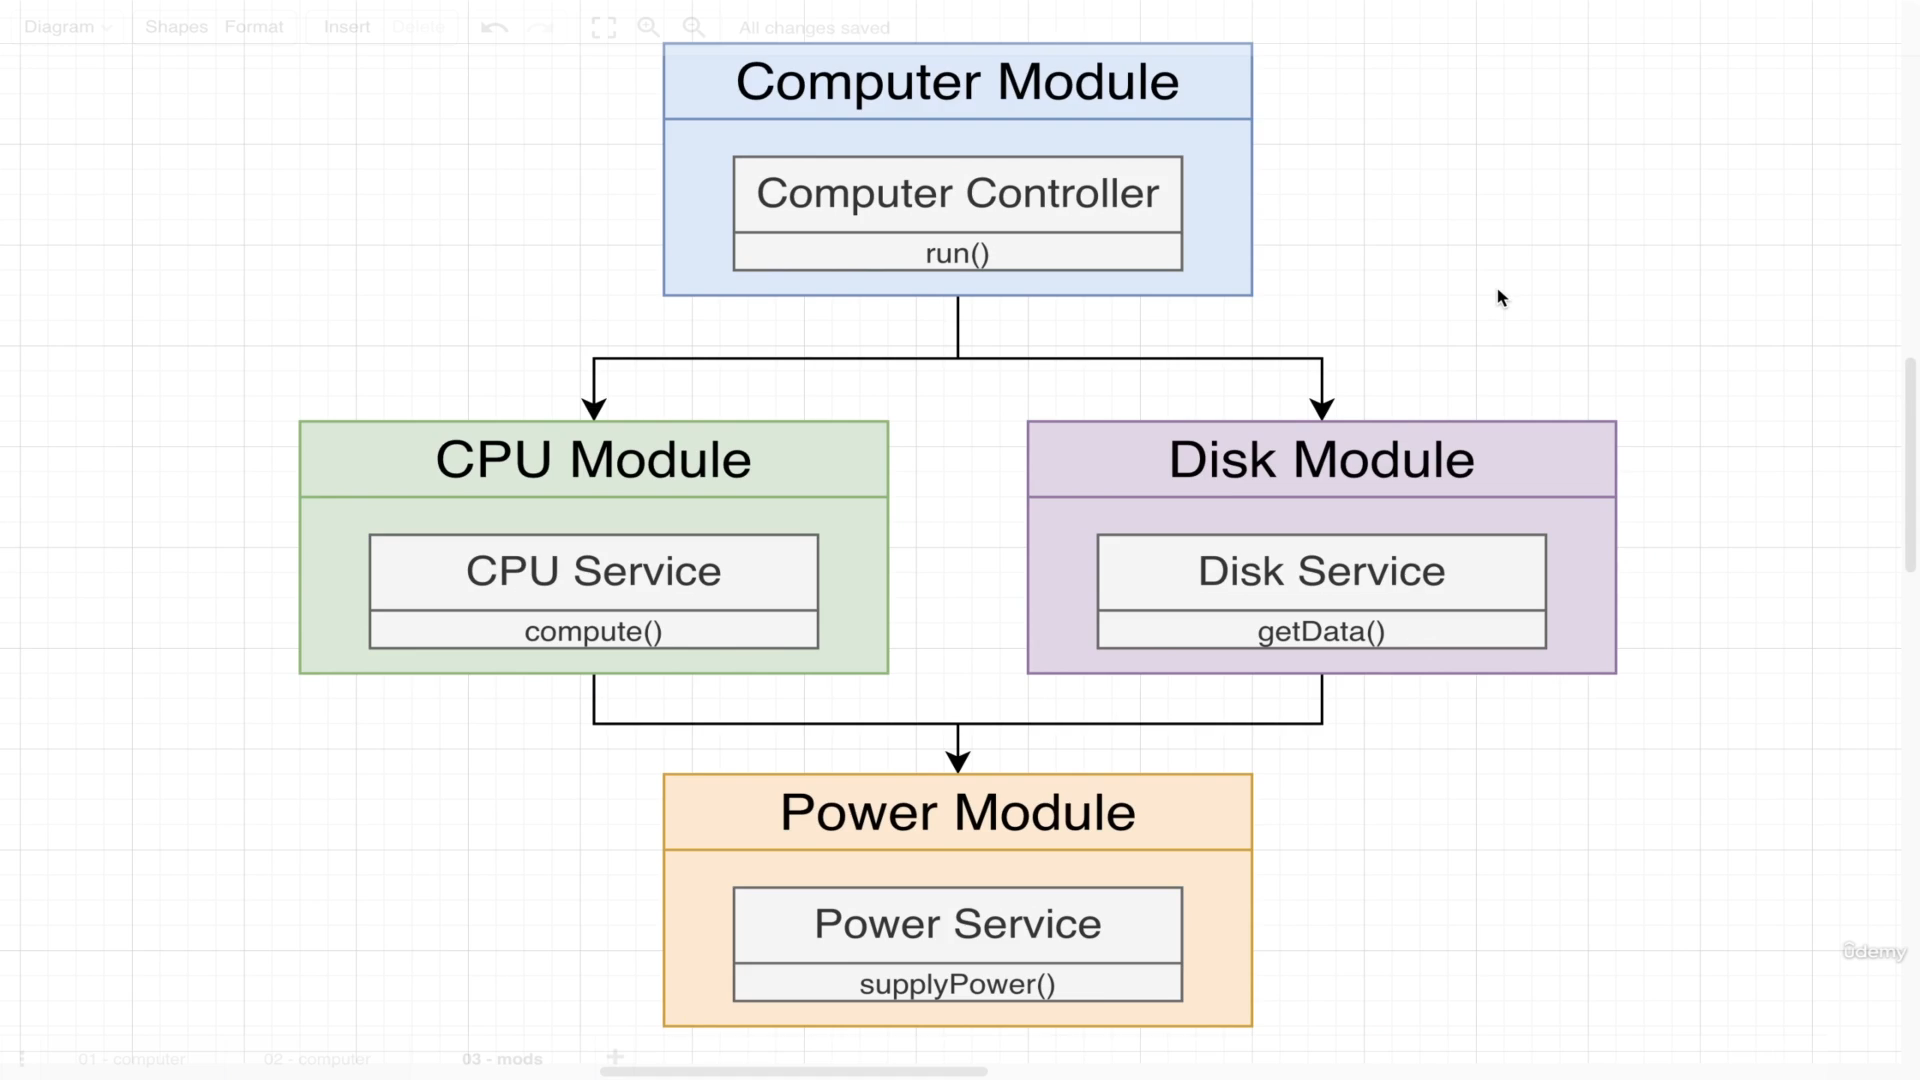 Diagram Shapes Format Insert Delete All changes saved
Computer Module
Computer Controller
run()
CPU Module
Disk Module
CPU Service
Disk Service
compute()
getData()
Power Module
Power Service
supplyPower()
ûdemy
01 - computer 02 - computer 03 - mods